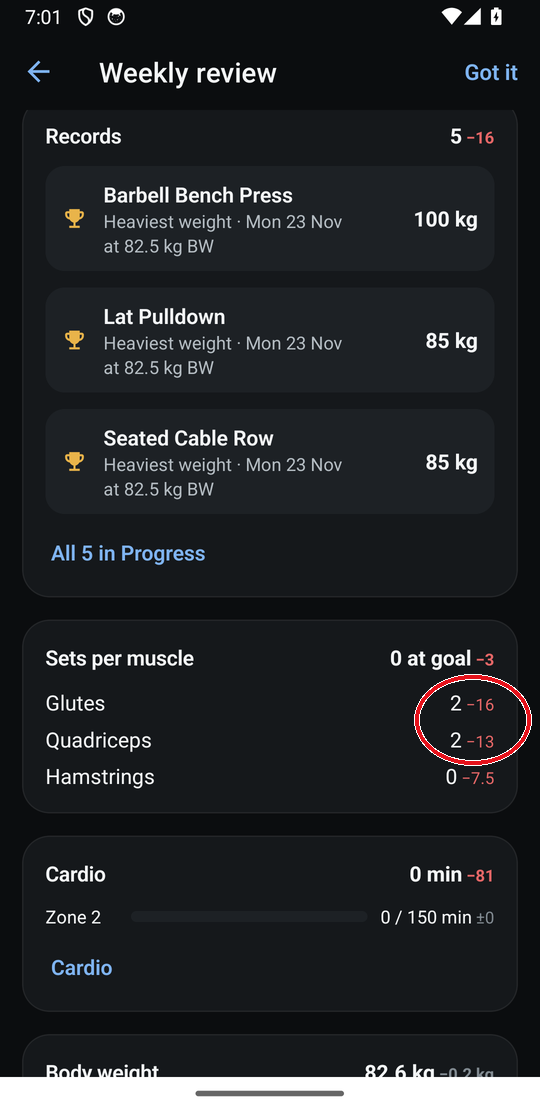 7:01
Weekly review
Got it
Records 5 −16
Barbell Bench Press
Heaviest weight · Mon 23 Nov
at 82.5 kg BW
100 kg
Lat Pulldown
Heaviest weight · Mon 23 Nov
at 82.5 kg BW
85 kg
Seated Cable Row
Heaviest weight · Mon 23 Nov
at 82.5 kg BW
85 kg
All 5 in Progress
Sets per muscle 0 at goal −3
Glutes 2 −16
Quadriceps 2 −13
Hamstrings 0 −7.5
Cardio 0 min −81
Zone 2 0 / 150 min ±0
Cardio
Body weight 82.6 kg −0.2 kg